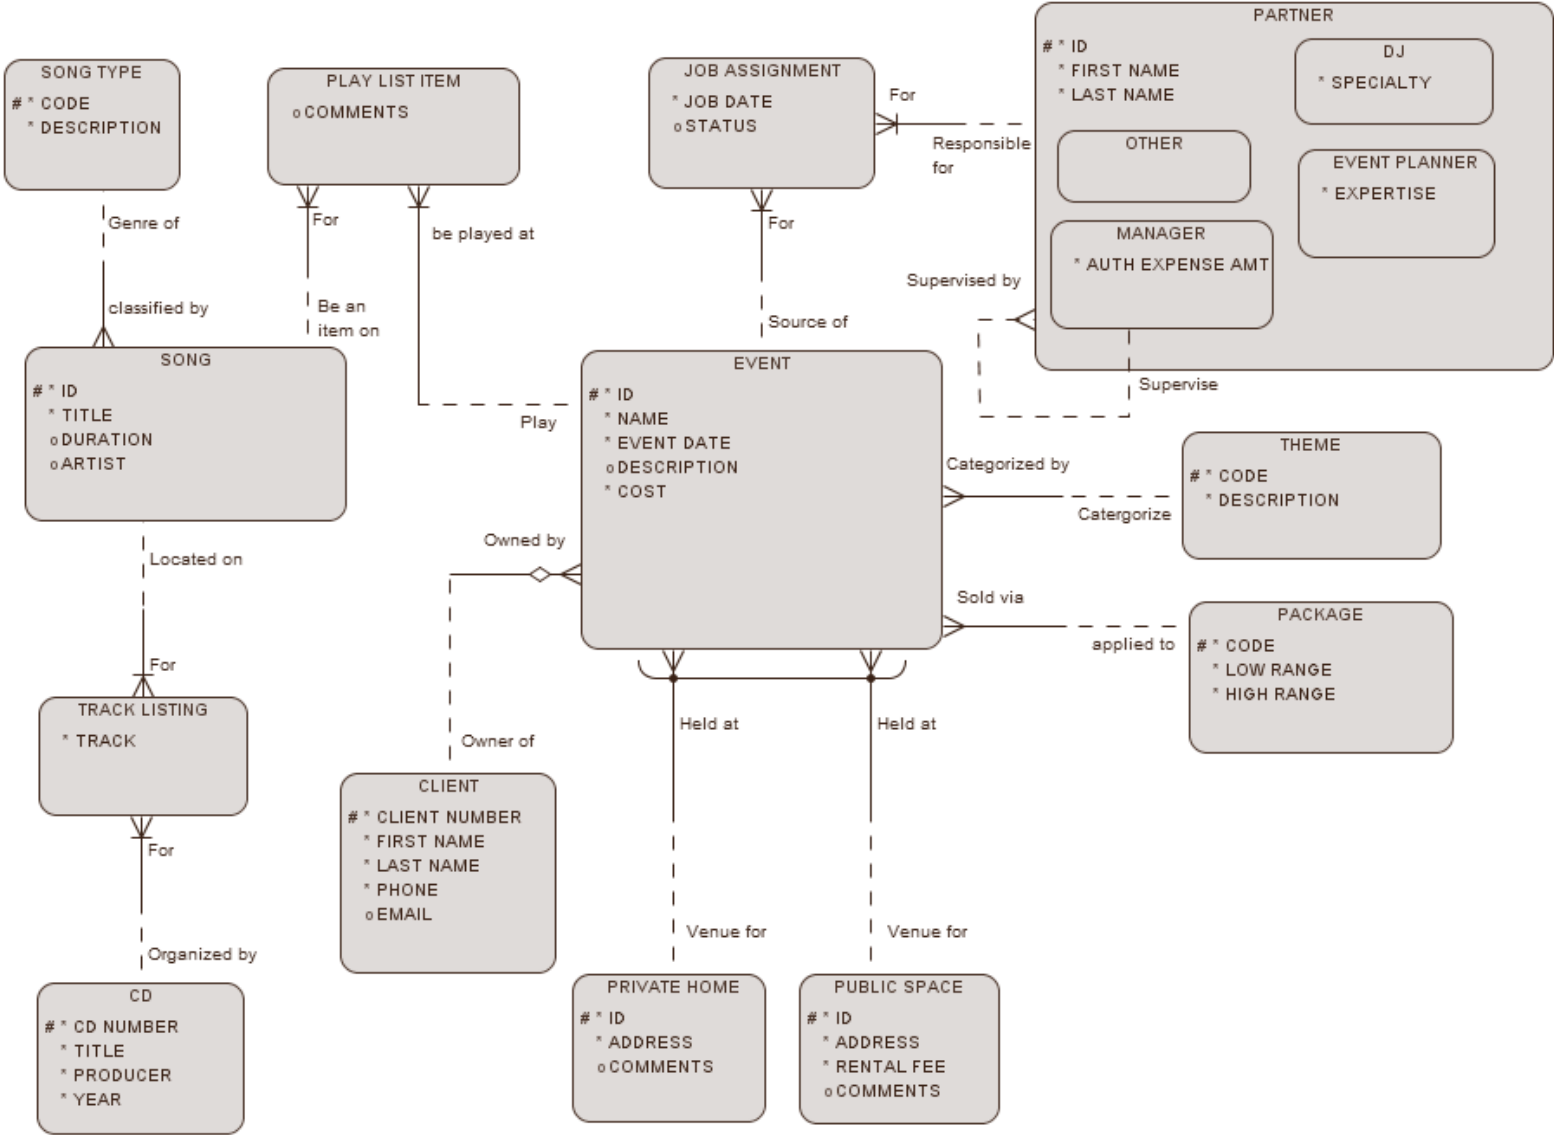 SONG TYPE
# * CODE
* DESCRIPTION
Genre of
classified by
PLAY LIST ITEM
o COMMENTS
For
be played at
Be an
item on
Play
JOB ASSIGNMENT
* JOB DATE
o STATUS
For
Responsible
for
For
Source of
PARTNER
# * ID
* FIRST NAME
* LAST NAME
DJ
* SPECIALTY
OTHER
EVENT PLANNER
* EXPERTISE
MANAGER
* AUTH EXPENSE AMT
Supervised by
Supervise
SONG
# * ID
* TITLE
o DURATION
o ARTIST
Located on
For
EVENT
# * ID
* NAME
* EVENT DATE
o DESCRIPTION
* COST
Categorized by
Catergorize
THEME
# * CODE
* DESCRIPTION
Owned by
Owner of
Sold via
applied to
PACKAGE
# * CODE
* LOW RANGE
* HIGH RANGE
TRACK LISTING
* TRACK
For
Organized by
CLIENT
# * CLIENT NUMBER
* FIRST NAME
* LAST NAME
* PHONE
o EMAIL
Held at
Held at
Venue for
Venue for
CD
# * CD NUMBER
* TITLE
* PRODUCER
* YEAR
PRIVATE HOME
# * ID
* ADDRESS
o COMMENTS
PUBLIC SPACE
# * ID
* ADDRESS
* RENTAL FEE
o COMMENTS